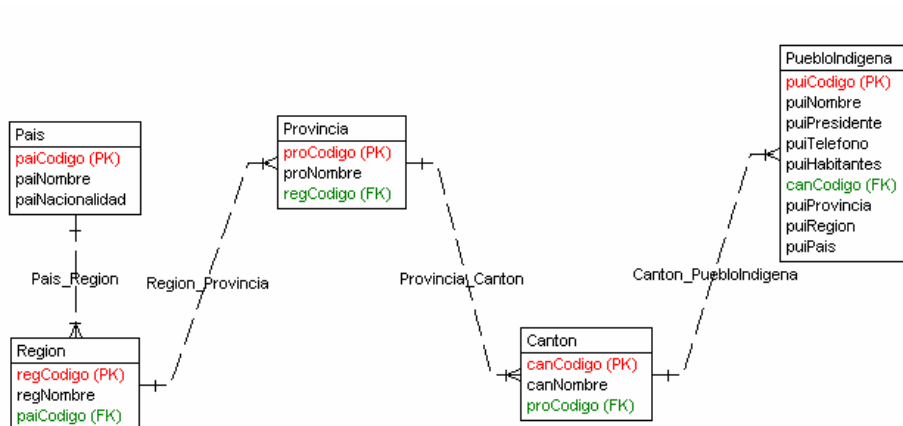 Pais
paiCodigo (PK)
paiNombre
paiNacionalidad
Pais_Region
Region
regCodigo (PK)
regNombre
paiCodigo (FK)
Region_Provincia
Provincia
proCodigo (PK)
proNombre
regCodigo (FK)
Provincia_Canton
Canton
canCodigo (PK)
canNombre
proCodigo (FK)
Canton_PuebloIndigena
PuebloIndigena
puiCodigo (PK)
puiNombre
puiPresidente
puiTelefono
puiHabitantes
canCodigo (FK)
puiProvincia
puiRegion
puiPais